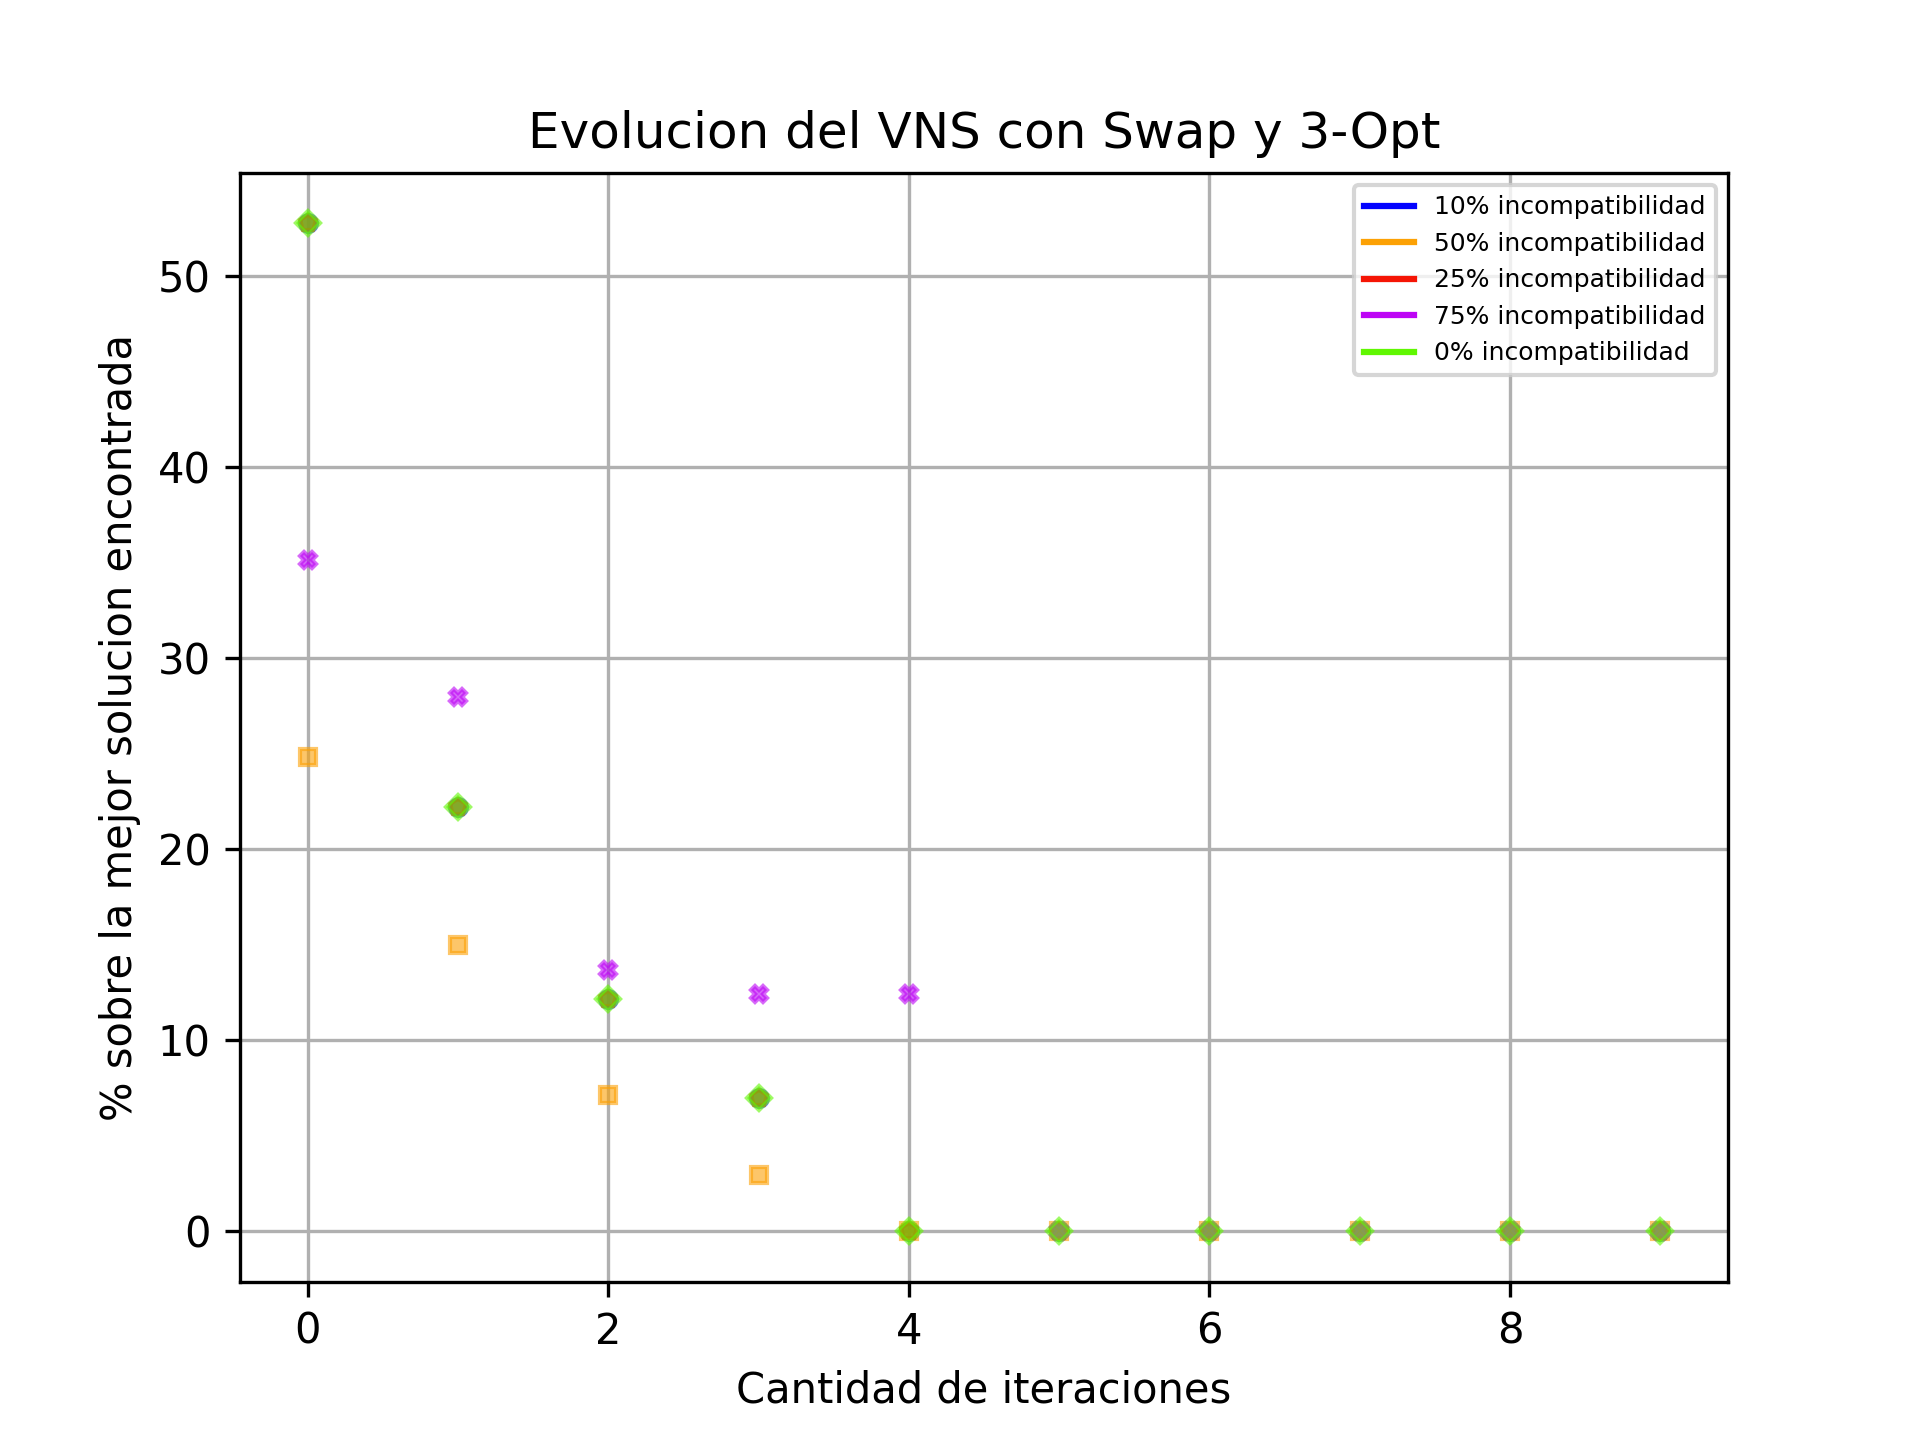 Evolucion del VNS con Swap y 3-Opt
10% incompatibilidad
50% incompatibilidad
25% incompatibilidad
75% incompatibilidad
0% incompatibilidad
% sobre la mejor solucion encontrada
50
40
30
20
10
0
0 2 4 6 8
Cantidad de iteraciones